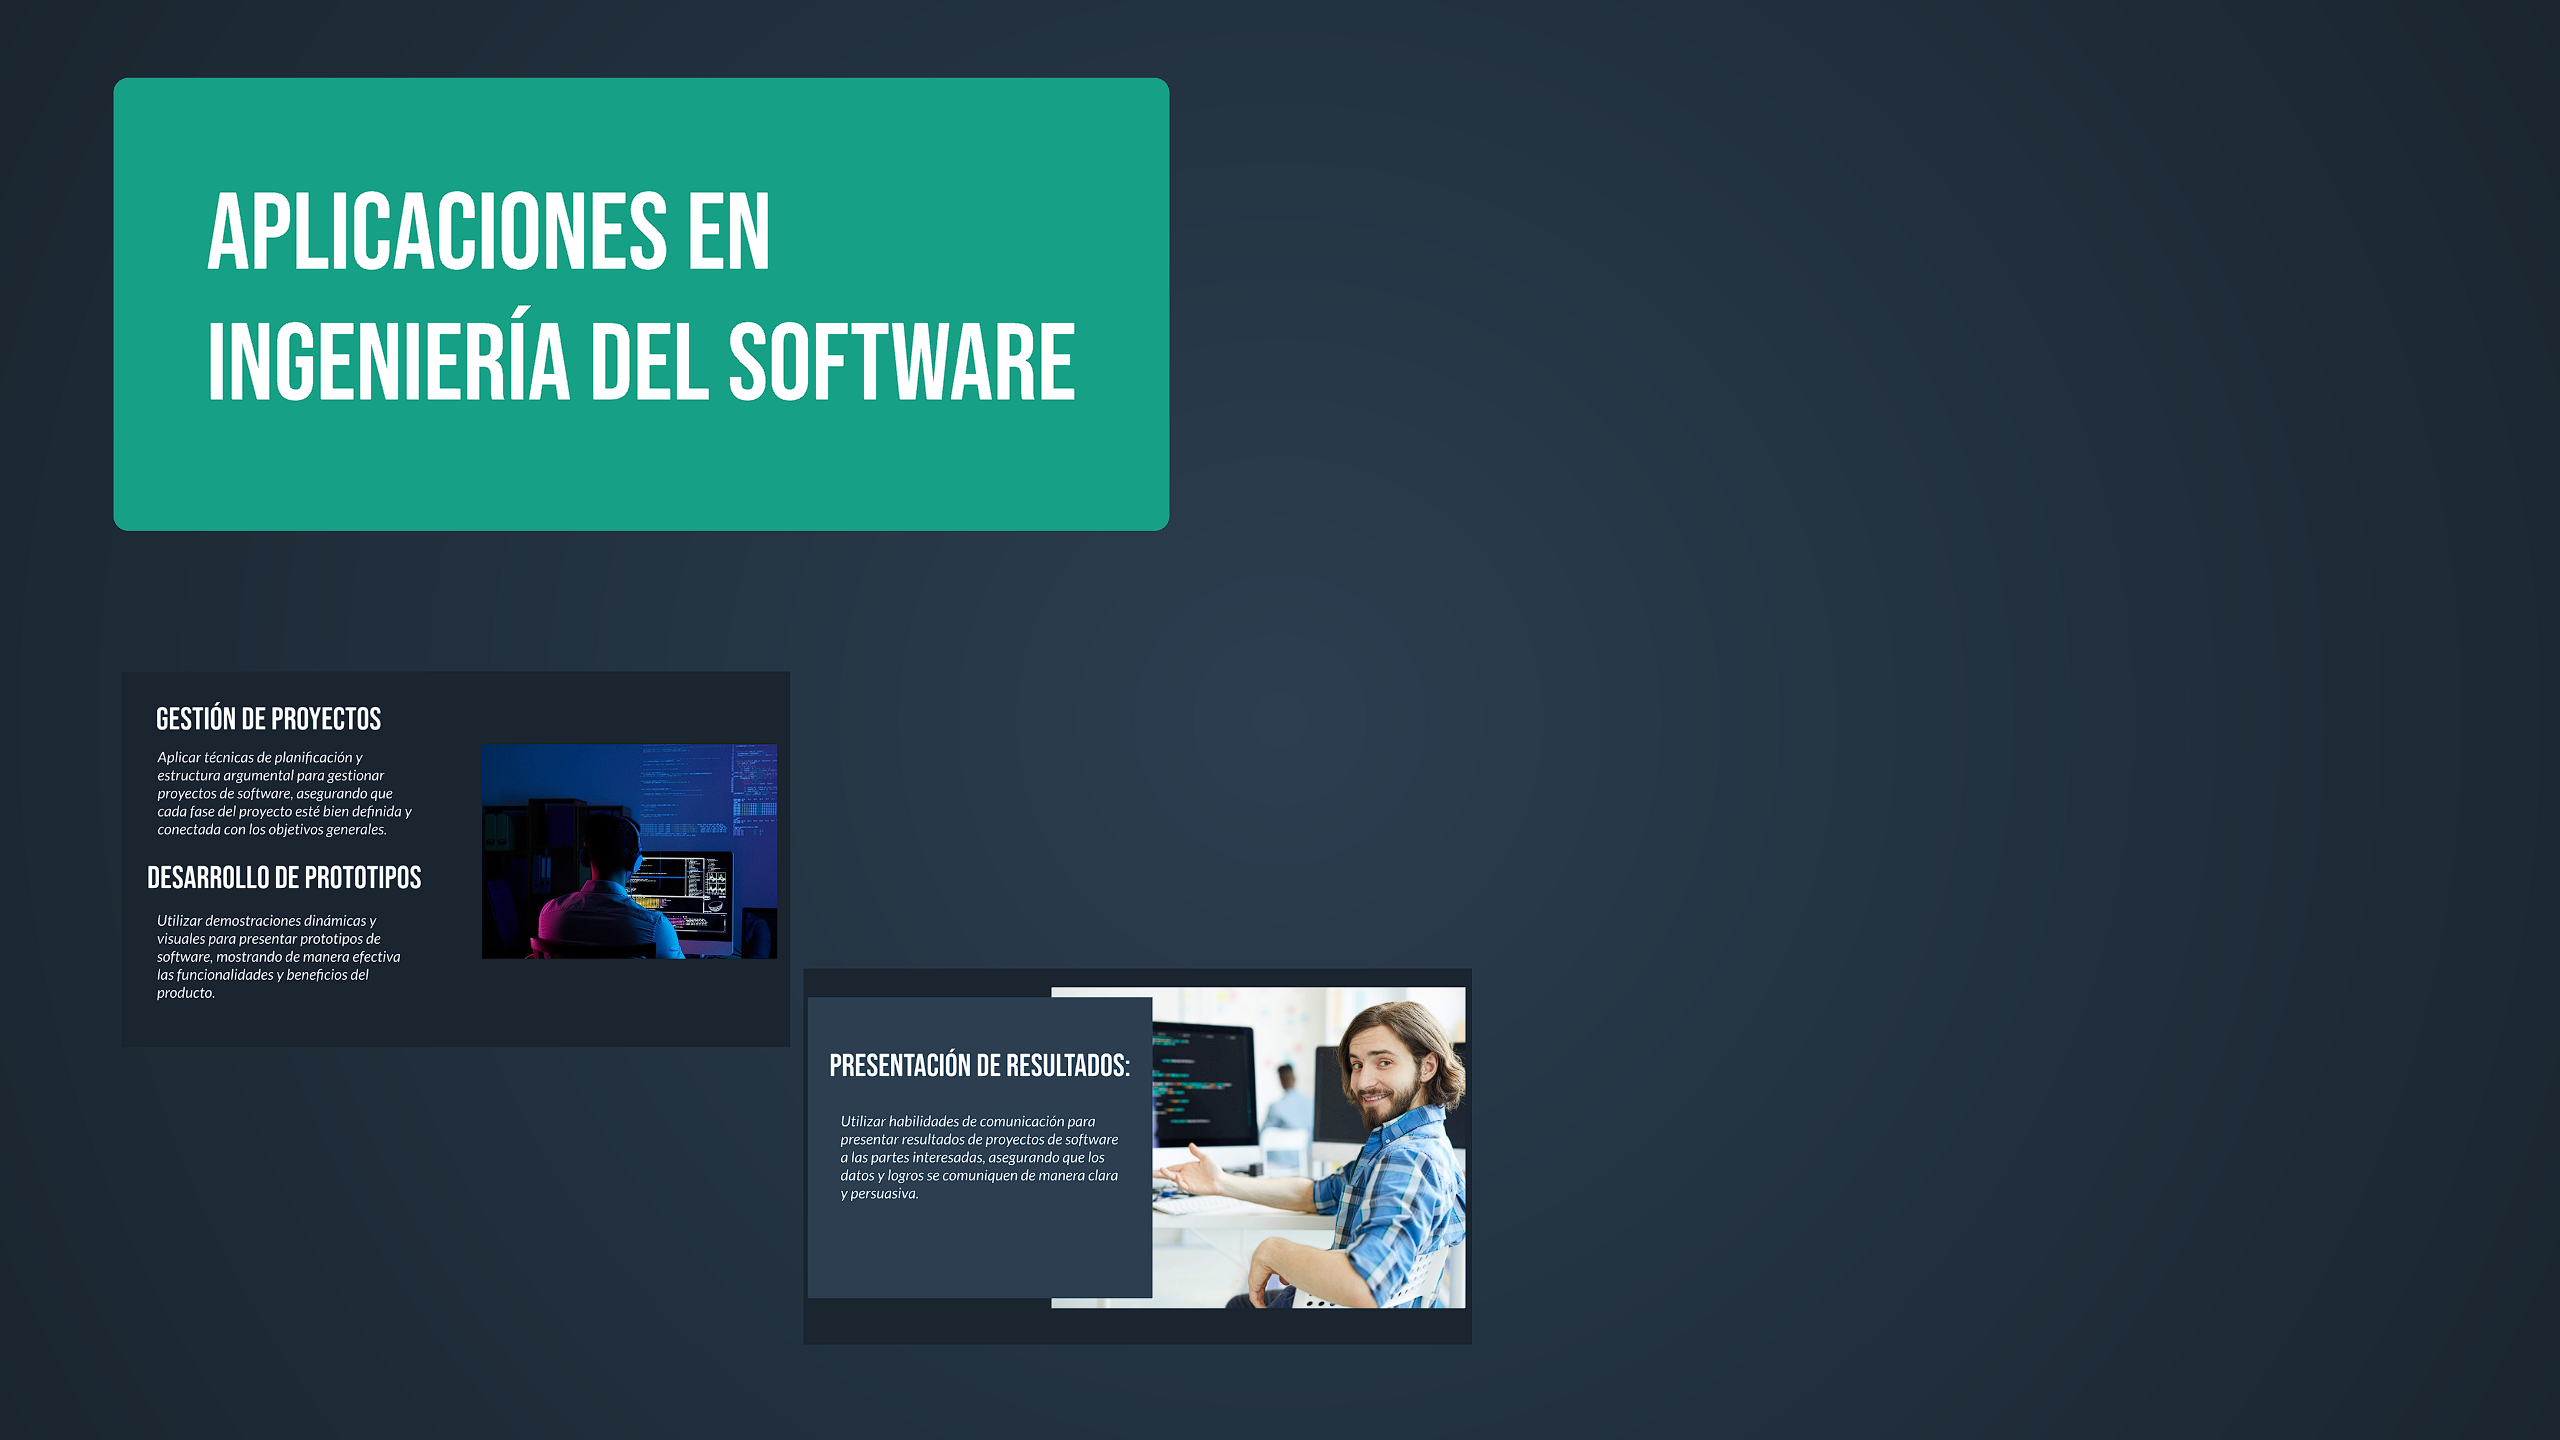 APLICACIONES EN
INGENIERÍA DEL SOFTWARE
GESTIÓN DE PROYECTOS
Aplicar técnicas de planificación y
estructura argumental para gestionar
proyectos de software, asegurando que
cada fase del proyecto esté bien definida y
conectada con los objetivos generales.
DESARROLLO DE PROTOTIPOS
Utilizar demostraciones dinámicas y
visuales para presentar prototipos de
software, mostrando de manera efectiva
las funcionalidades y beneficios del
producto.
PRESENTACIÓN DE RESULTADOS:
Utilizar habilidades de comunicación para
presentar resultados de proyectos de software
a las partes interesadas, asegurando que los
datos y logros se comuniquen de manera clara
y persuasiva.